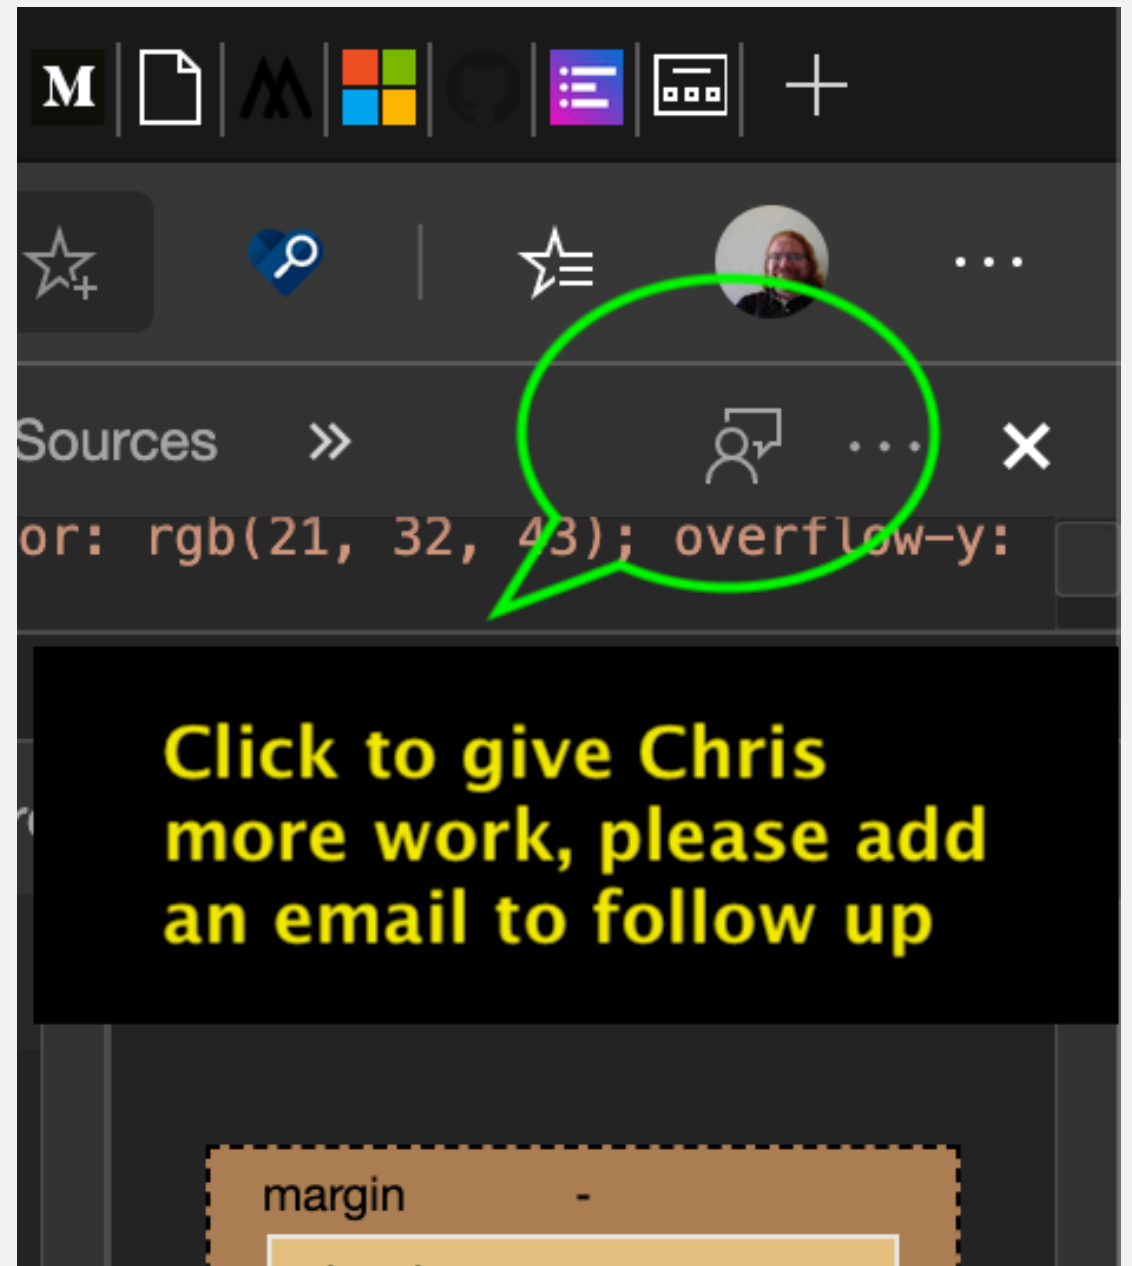 M
Sources
or: rgb(21, 32, 43); overflow-y:
Click to give Chris
more work, please add
an email to follow up
margin -